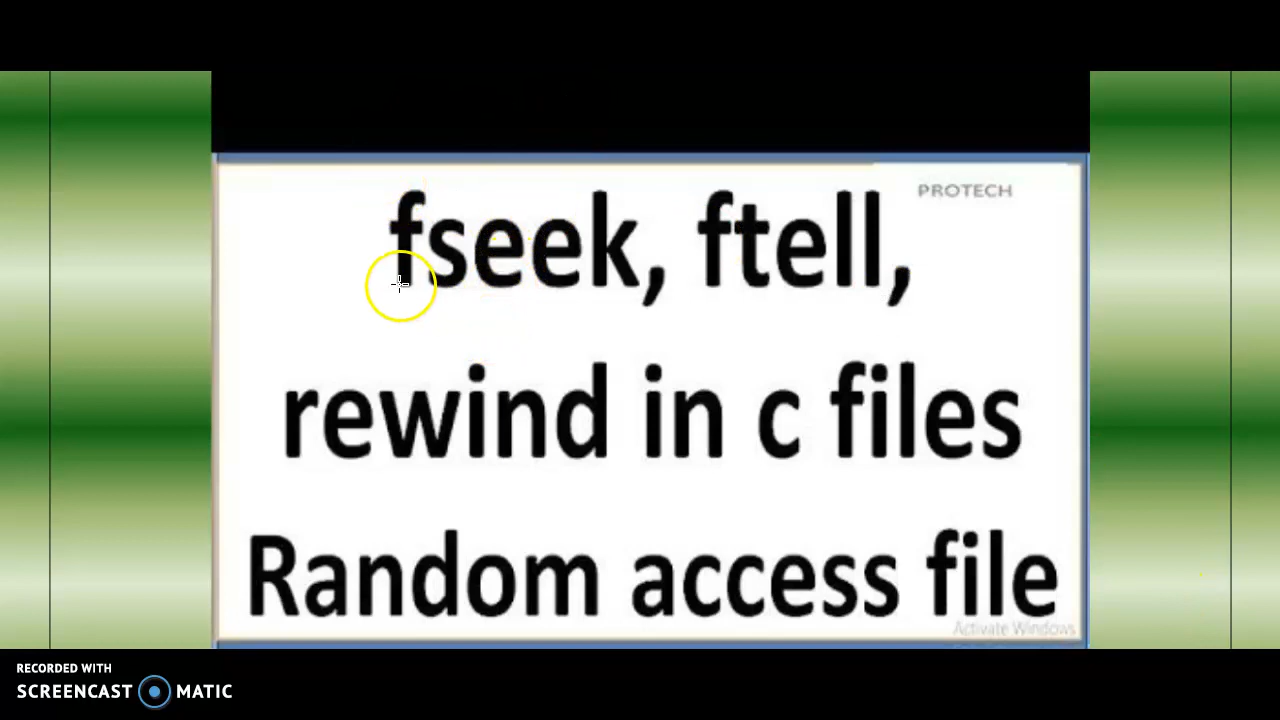 PROTECH
fseek, ftell,
rewind in c files
Random access file
Activate Windows
RECORDED WITH
SCREENCAST MATIC